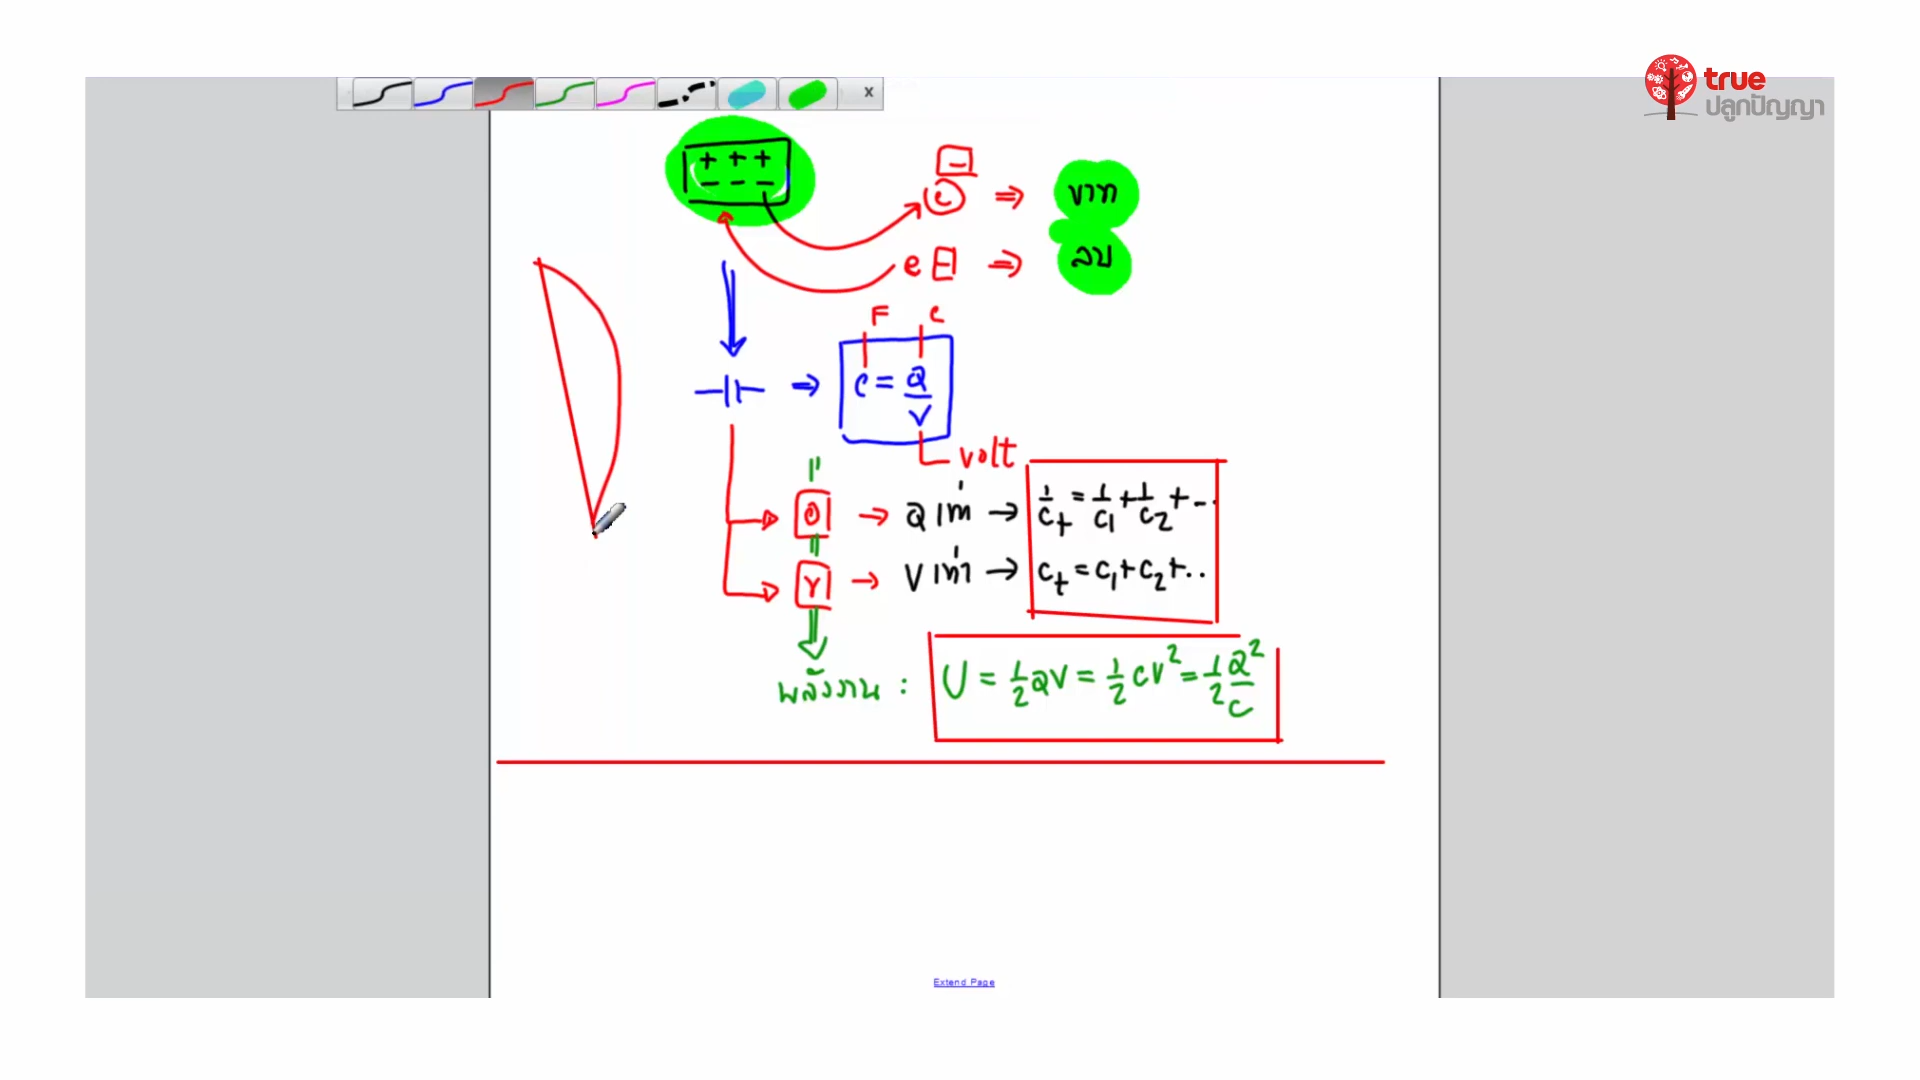 true
ปลูกปัญญา
x
+ + +
- - -
-
e ⇒ บวก
e - ⇒ ลบ
F C
⇒ C = Q/V
volt
อ → Q เท่า → 1/Ct = 1/C1 + 1/C2 + ...
ข → V เท่า → Ct = C1 + C2 + ..
พลังงาน : U = 1/2 QV = 1/2 CV² = 1/2 Q²/C
Extend Page